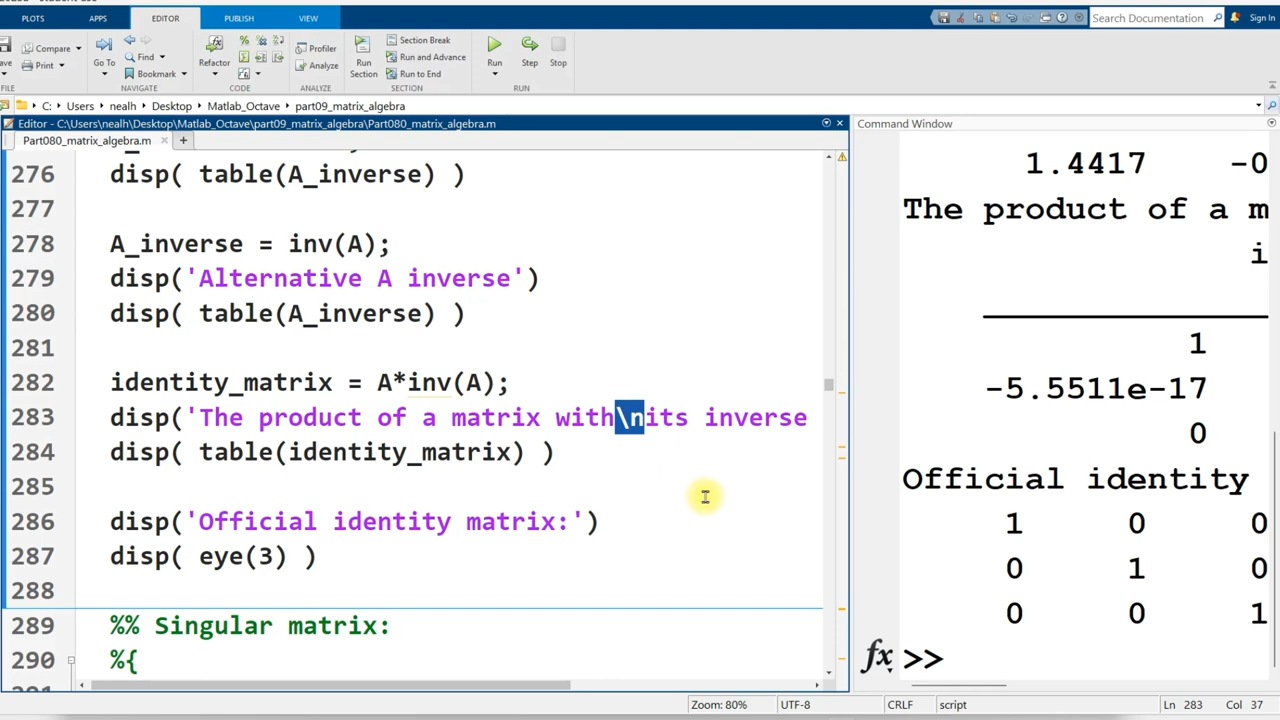 PLOTS APPS EDITOR PUBLISH VIEW Search Documentation Sign In
Compare Go To Find Refactor Profiler Section Break
Print Bookmark Analyze Run Section Run and Advance Run to End Run Step Stop
FILE NAVIGATE CODE ANALYZE SECTION RUN
C: Users nealh Desktop Matlab_Octave part09_matrix_algebra
Editor - C:\Users\nealh\Desktop\Matlab_Octave\part09_matrix_algebra\Part080_matrix_algebra.m
Part080_matrix_algebra.m
276 disp( table(A_inverse) )
277
278 A_inverse = inv(A);
279 disp('Alternative A inverse')
280 disp( table(A_inverse) )
281
282 identity_matrix = A*inv(A);
283 disp('The product of a matrix with\nits inverse
284 disp( table(identity_matrix) )
285
286 disp('Official identity matrix:')
287 disp( eye(3) )
288
289 %% Singular matrix:
290 %{
Command Window
1.4417 -0
The product of a m
i
1
-5.5511e-17
0
Official identity
1 0 0
0 1 0
0 0 1
fx >>
Zoom: 80% UTF-8 CRLF script Ln 283 Col 37